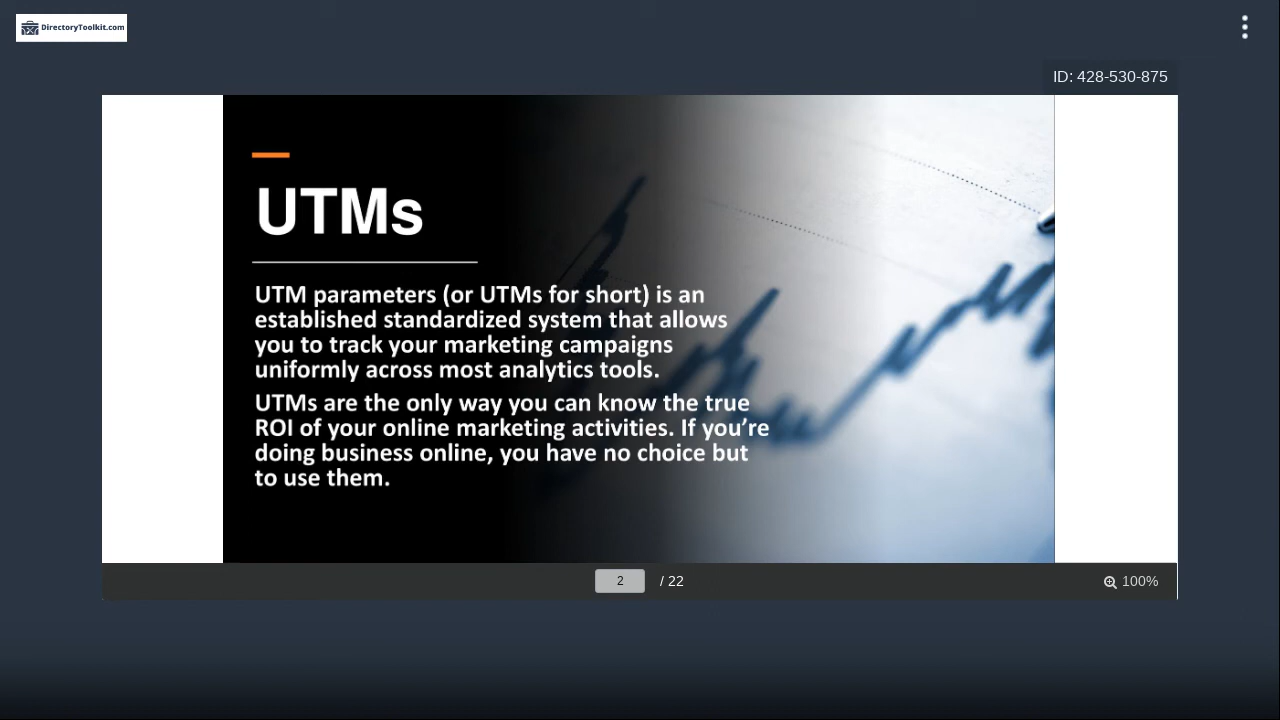 DirectoryToolkit.com
ID: 428-530-875
UTMs
UTM parameters (or UTMs for short) is an
established standardized system that allows
you to track your marketing campaigns
uniformly across most analytics tools.
UTMs are the only way you can know the true
ROI of your online marketing activities. If you’re
doing business online, you have no choice but
to use them.
2 / 22
100%